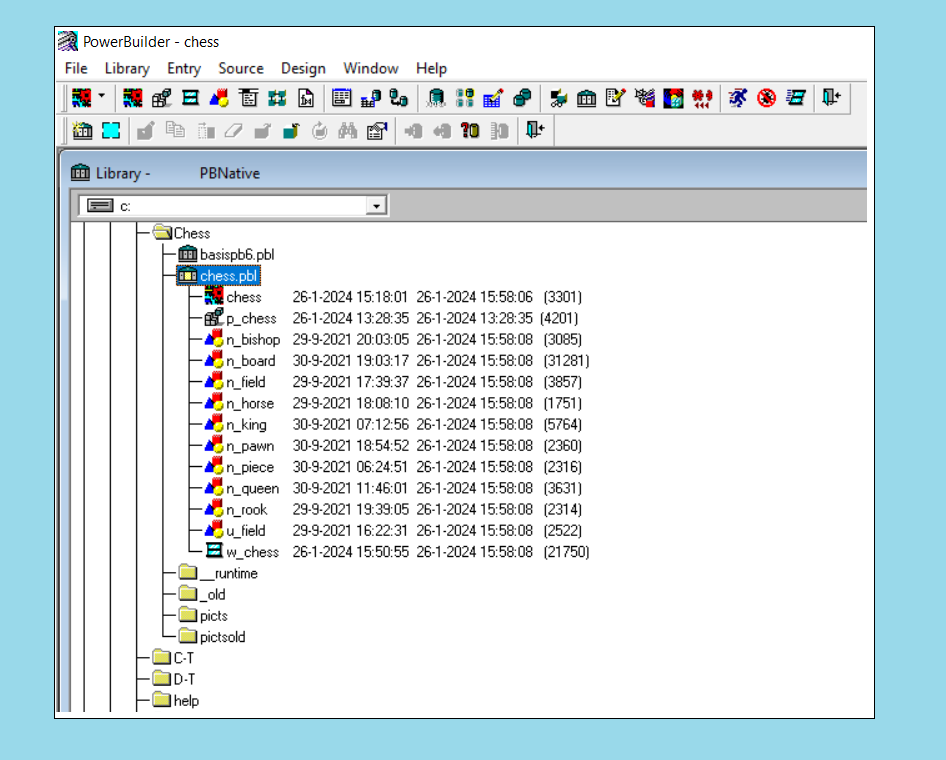 PowerBuilder - chess
File Library Entry Source Design Window Help
Library - PBNative
c:
Chess
basispb6.pbl
chess.pbl
chess 26-1-2024 15:18:01 26-1-2024 15:58:06 (3301)
p_chess 26-1-2024 13:28:35 26-1-2024 13:28:35 (4201)
n_bishop 29-9-2021 20:03:05 26-1-2024 15:58:08 (3085)
n_board 30-9-2021 19:03:17 26-1-2024 15:58:08 (31281)
n_field 29-9-2021 17:39:37 26-1-2024 15:58:08 (3857)
n_horse 29-9-2021 18:08:10 26-1-2024 15:58:08 (1751)
n_king 30-9-2021 07:12:56 26-1-2024 15:58:08 (5764)
n_pawn 30-9-2021 18:54:52 26-1-2024 15:58:08 (2360)
n_piece 30-9-2021 06:24:51 26-1-2024 15:58:08 (2316)
n_queen 30-9-2021 11:46:01 26-1-2024 15:58:08 (3631)
n_rook 29-9-2021 19:39:05 26-1-2024 15:58:08 (2314)
u_field 29-9-2021 16:22:31 26-1-2024 15:58:08 (2522)
w_chess 26-1-2024 15:50:55 26-1-2024 15:58:08 (21750)
__runtime
_old
picts
pictsold
C-T
D-T
help